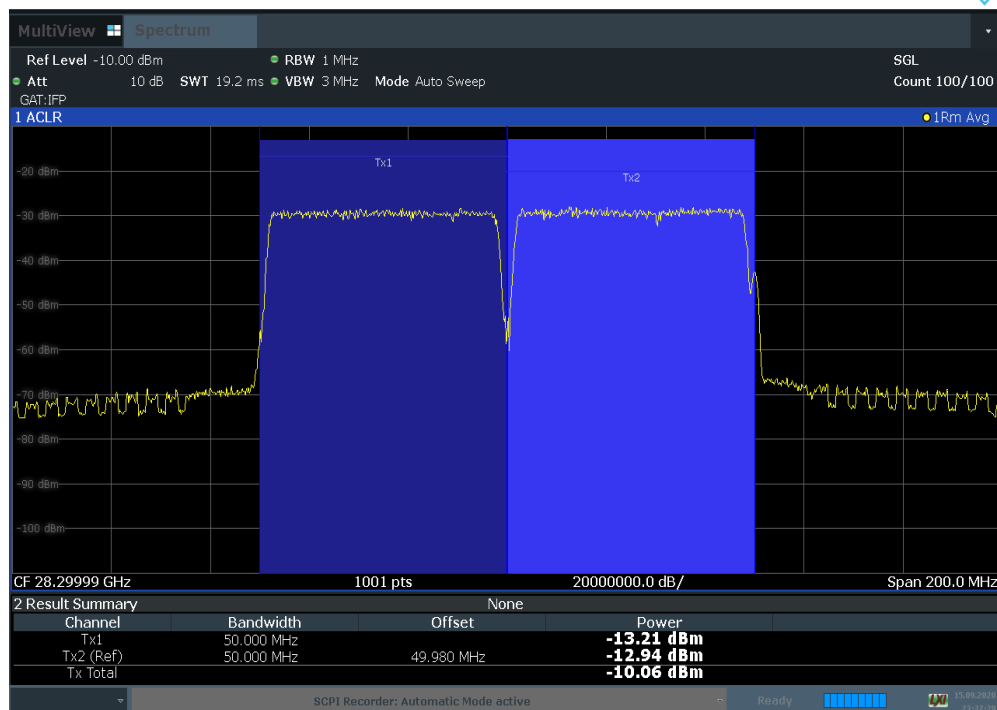 MultiView Spectrum
Ref Level -10.00 dBm RBW 1 MHz SGL
Att 10 dB SWT 19.2 ms VBW 3 MHz Mode Auto Sweep Count 100/100
GAT:IFP
1 ACLR 1Rm Avg
Tx1
-20 dBm
Tx2
-30 dBm
-40 dBm
-50 dBm
-60 dBm
-70 dBm
-80 dBm
-90 dBm
-100 dBm
CF 28.29999 GHz 1001 pts 20000000.0 dB/ Span 200.0 MHz
2 Result Summary None
Channel Bandwidth Offset Power
Tx1 50.000 MHz -13.21 dBm
Tx2 (Ref) 50.000 MHz 49.980 MHz -12.94 dBm
Tx Total -10.06 dBm
SCPI Recorder: Automatic Mode active Ready 15.09.2020